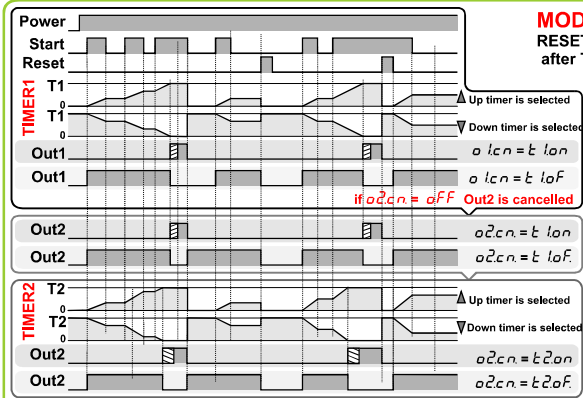 Power
MOD
Start
RESET
Reset
after T
TIMER1
T1
0
Up timer is selected
T1
0
Down timer is selected
Out1
o1.cn = t1.on
Out1
o1.cn = t1.oF
if o2.cn. = oFF Out2 is cancelled
Out2
o2.cn. = t1.on
Out2
o2.cn. = t1.oF.
TIMER2
T2
0
Up timer is selected
T2
0
Down timer is selected
Out2
o2.cn. = t2.on
Out2
o2.cn. = t2.oF.